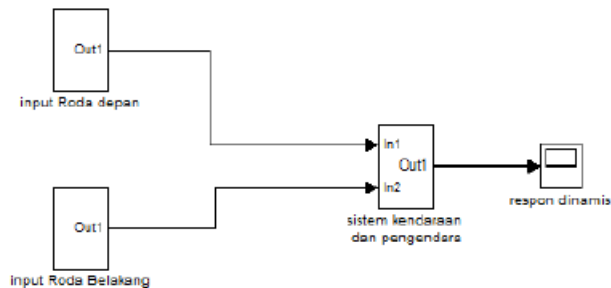 Out1
input Roda depan
In1
Out1
In2
sistem kendaraan
dan pengendara
respon dinamis
Out1
input Roda Belakang